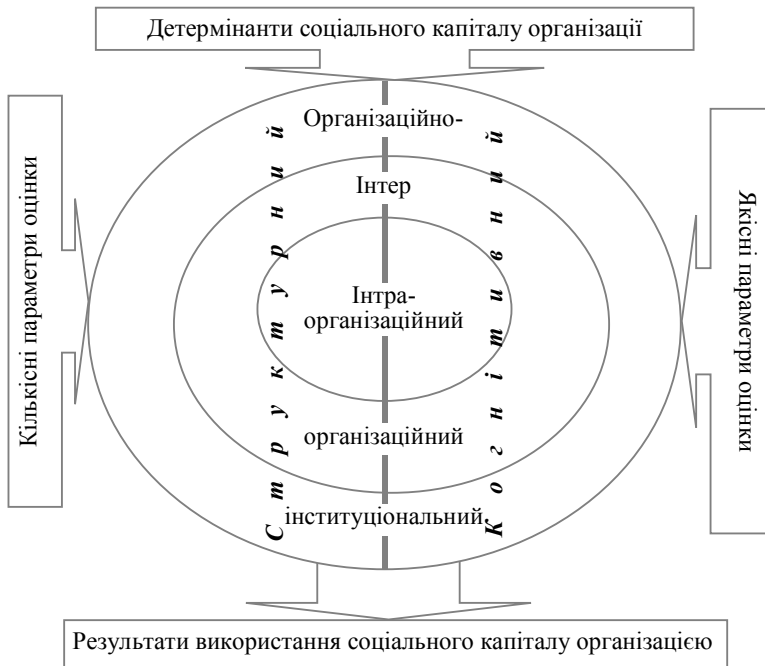 Детермінанти соціального капіталу організації
Кількісні параметри оцінки
Структурний
Організаційно-
Інтер
Інтра-
організаційний
організаційний
інституціональний
Когнітивний
Якісні параметри оцінки
Результати використання соціального капіталу організацією